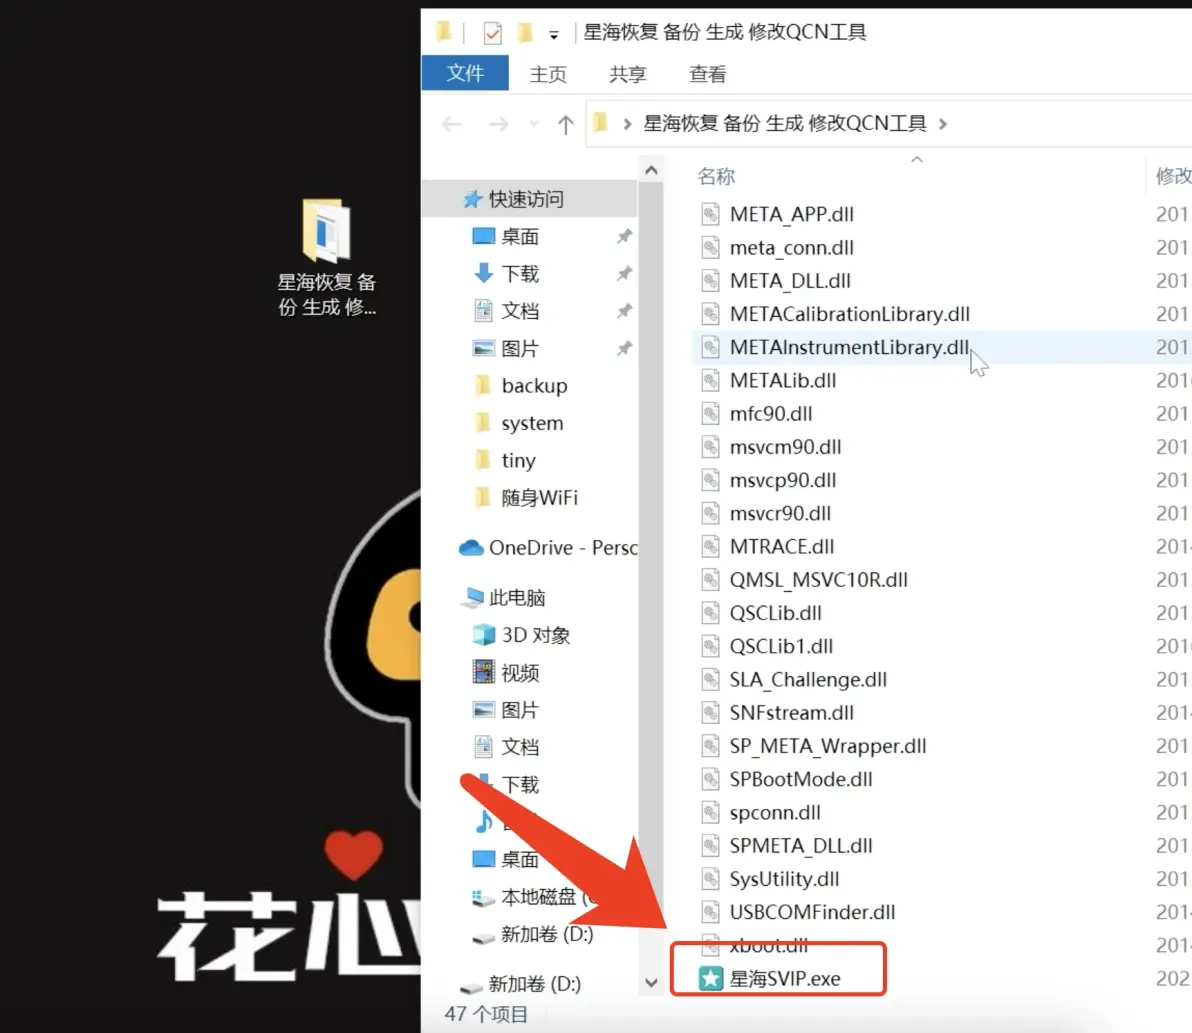 星海恢复 备份 生成 修改QCN工具
文件 主页 共享 查看
星海恢复 备份 生成 修改QCN工具
名称 修改
快速访问
桌面
下载
文档
图片
backup
system
tiny
随身WiFi
OneDrive - Persc
此电脑
3D 对象
视频
图片
文档
下载
桌面
本地磁盘 (
新加卷 (D:)
新加卷 (D:)
47 个项目
META_APP.dll 201
meta_conn.dll 201
META_DLL.dll 201
METACalibrationLibrary.dll 201
METAInstrumentLibrary.dll 201
METALib.dll 201
mfc90.dll 201
msvcm90.dll 201
msvcp90.dll 201
msvcr90.dll 201
MTRACE.dll 201
QMSL_MSVC10R.dll 201
QSCLib.dll 201
QSCLib1.dll 201
SLA_Challenge.dll 201
SNFstream.dll 201
SP_META_Wrapper.dll 201
SPBootMode.dll 201
spconn.dll 201
SPMETA_DLL.dll 201
SysUtility.dll 201
USBCOMFinder.dll 201
xboot.dll 201
星海SVIP.exe 202
星海恢复 备
份 生成 修...
花心